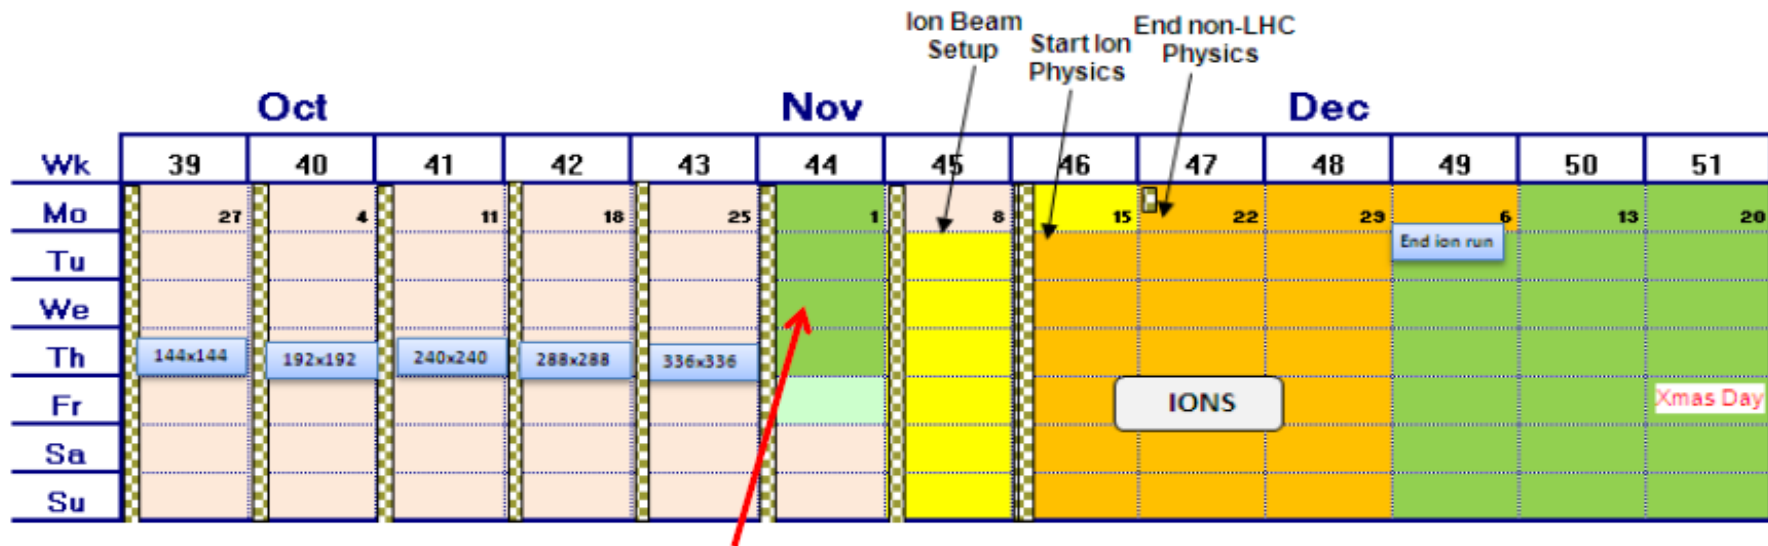 Ion Beam
Setup
Start Ion
Physics
End non-LHC
Physics
Oct Nov Dec
Wk 39 40 41 42 43 44 45 46 47 48 49 50 51
Mo 27 4 11 18 25 1 8 15 22 29 6 13 20
Tu End ion run
We
Th 144x144 192x192 240x240 288x288 336x336
Fr IONS Xmas Day
Sa
Su